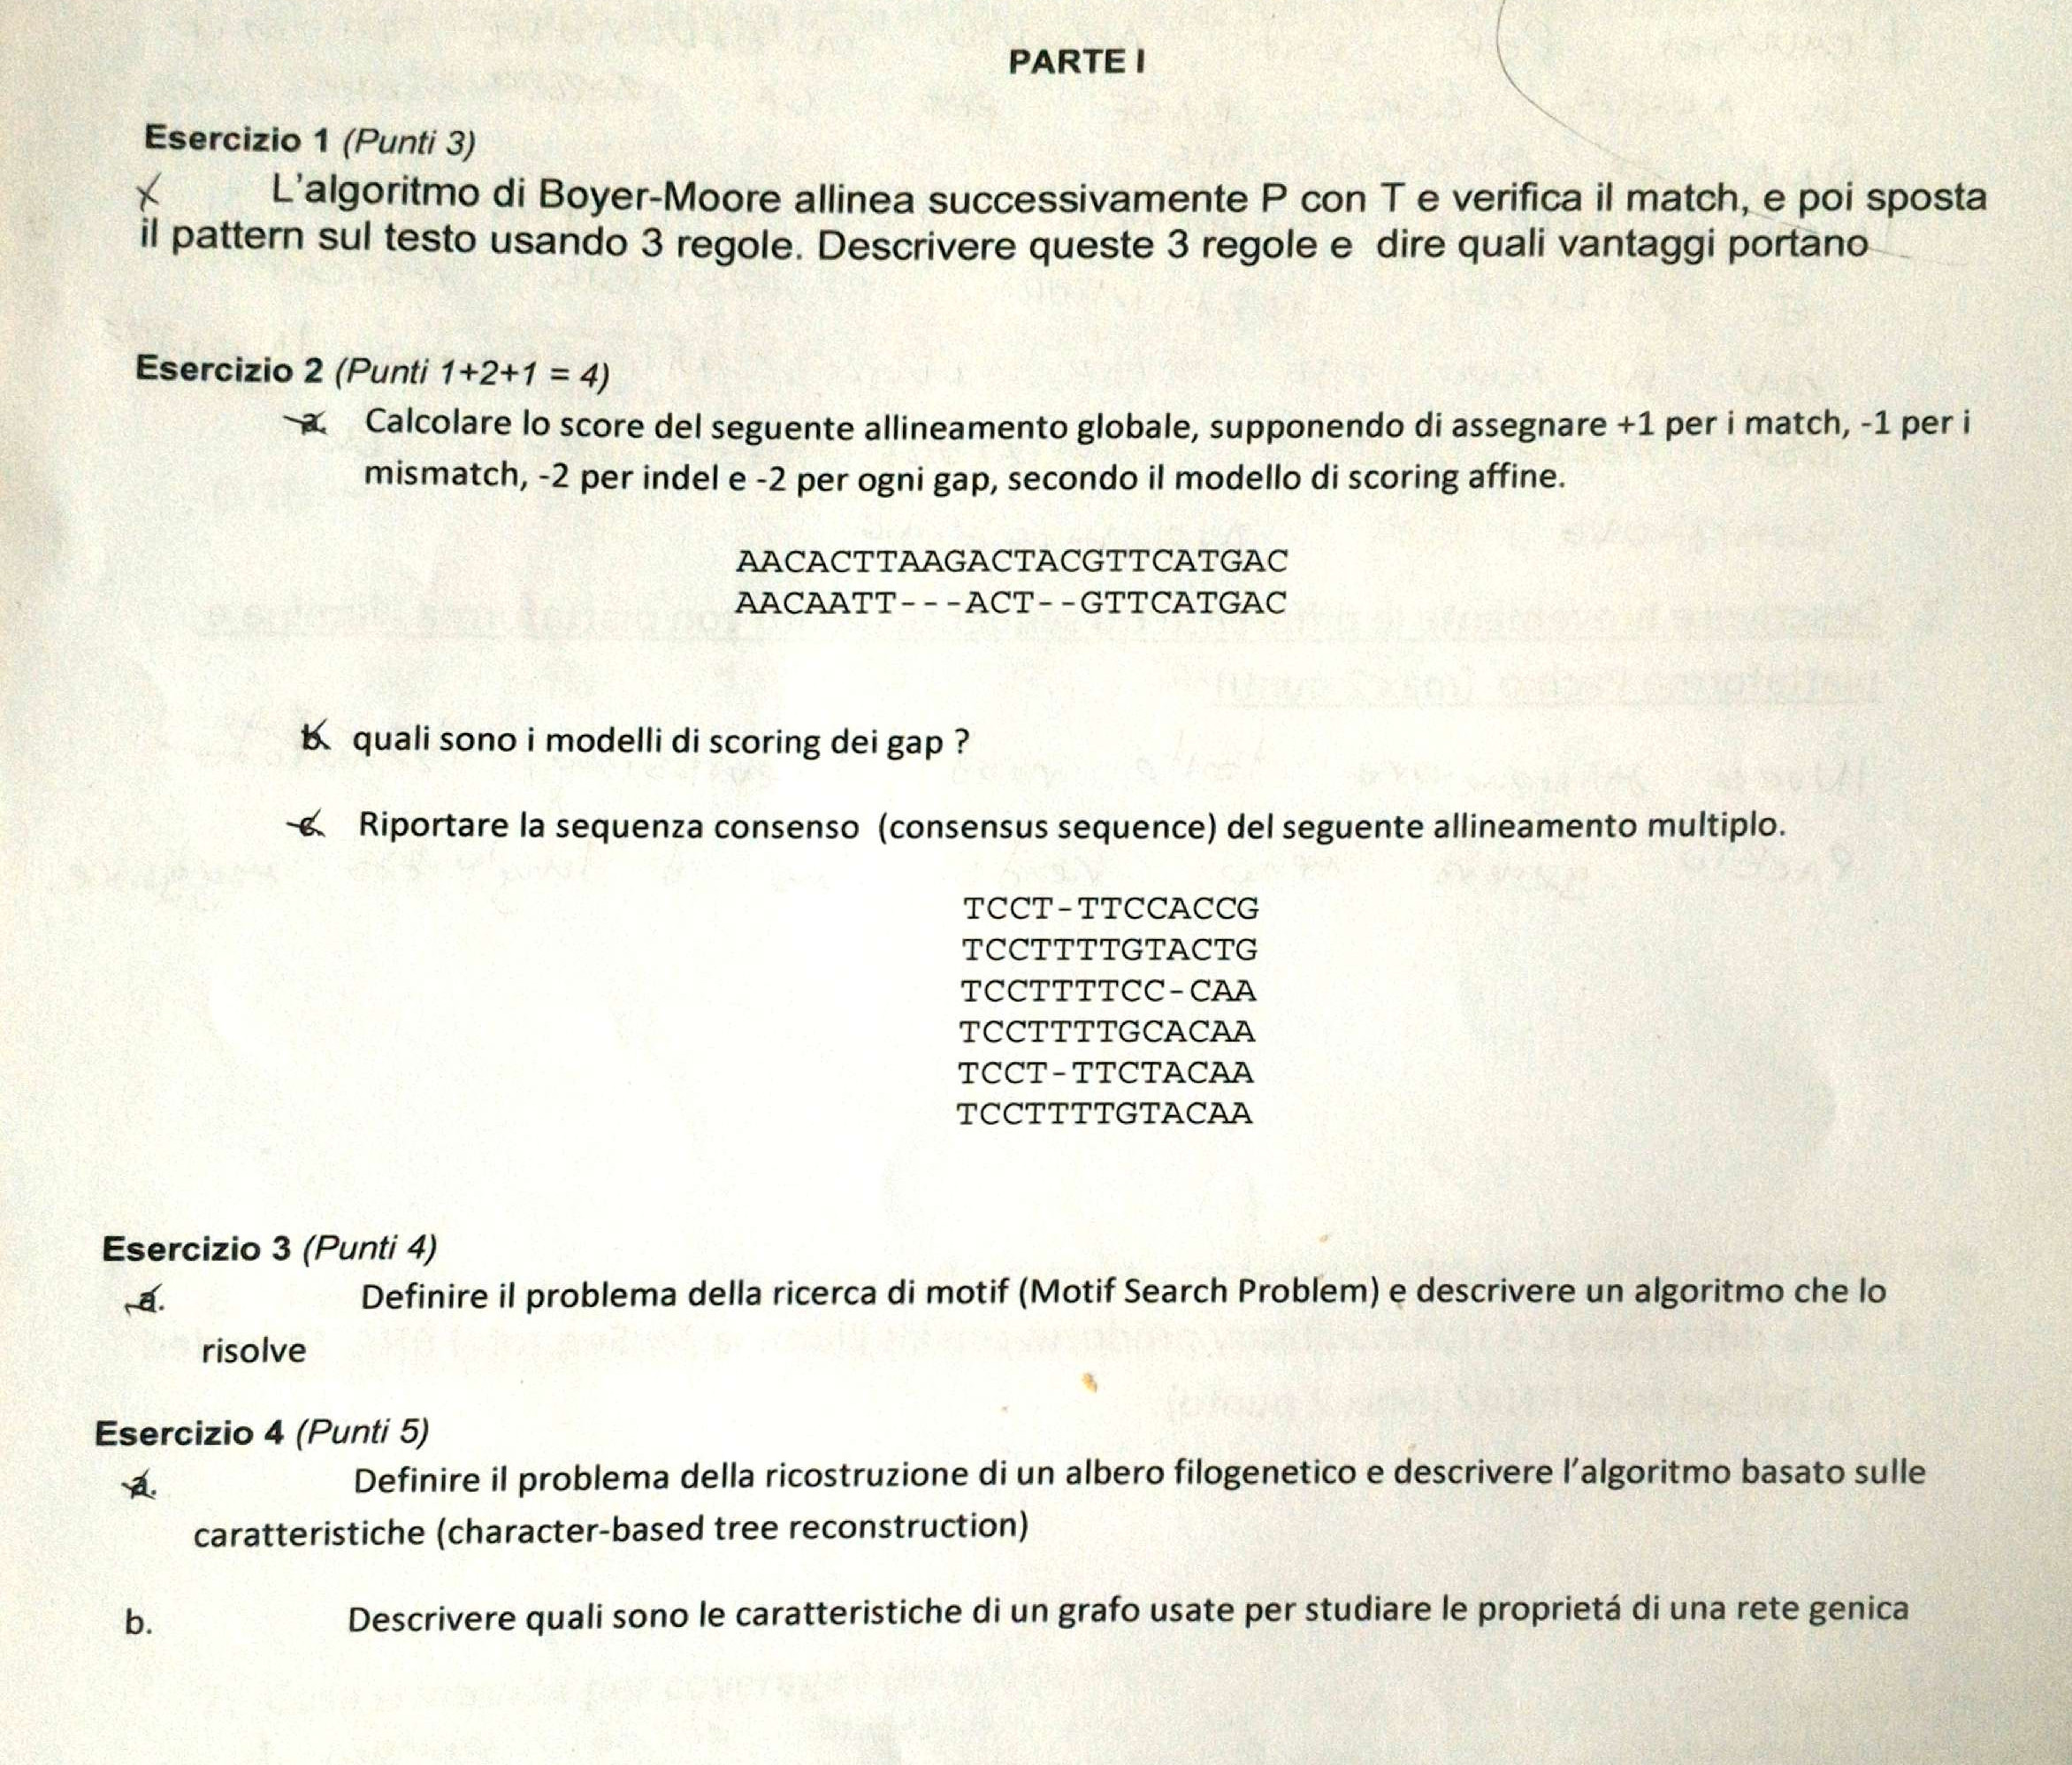 PARTE I
Esercizio 1 (Punti 3)
L'algoritmo di Boyer-Moore allinea successivamente P con T e verifica il match, e poi sposta
il pattern sul testo usando 3 regole. Descrivere queste 3 regole e dire quali vantaggi portano
Esercizio 2 (Punti 1+2+1 = 4)
a. Calcolare lo score del seguente allineamento globale, supponendo di assegnare +1 per i match, -1 per i
mismatch, -2 per indel e -2 per ogni gap, secondo il modello di scoring affine.
AACACTTAAGACTACGTTCATGAC
AACAATT---ACT--GTTCATGAC
b. quali sono i modelli di scoring dei gap ?
c. Riportare la sequenza consenso (consensus sequence) del seguente allineamento multiplo.
TCCT-TTCCACCG
TCCTTTTGTACTG
TCCTTTTCC-CAA
TCCTTTTGCACAA
TCCT-TTCTACAA
TCCTTTTGTACAA
Esercizio 3 (Punti 4)
a. Definire il problema della ricerca di motif (Motif Search Problem) e descrivere un algoritmo che lo
risolve
Esercizio 4 (Punti 5)
a. Definire il problema della ricostruzione di un albero filogenetico e descrivere l'algoritmo basato sulle
caratteristiche (character-based tree reconstruction)
b. Descrivere quali sono le caratteristiche di un grafo usate per studiare le proprietá di una rete genica